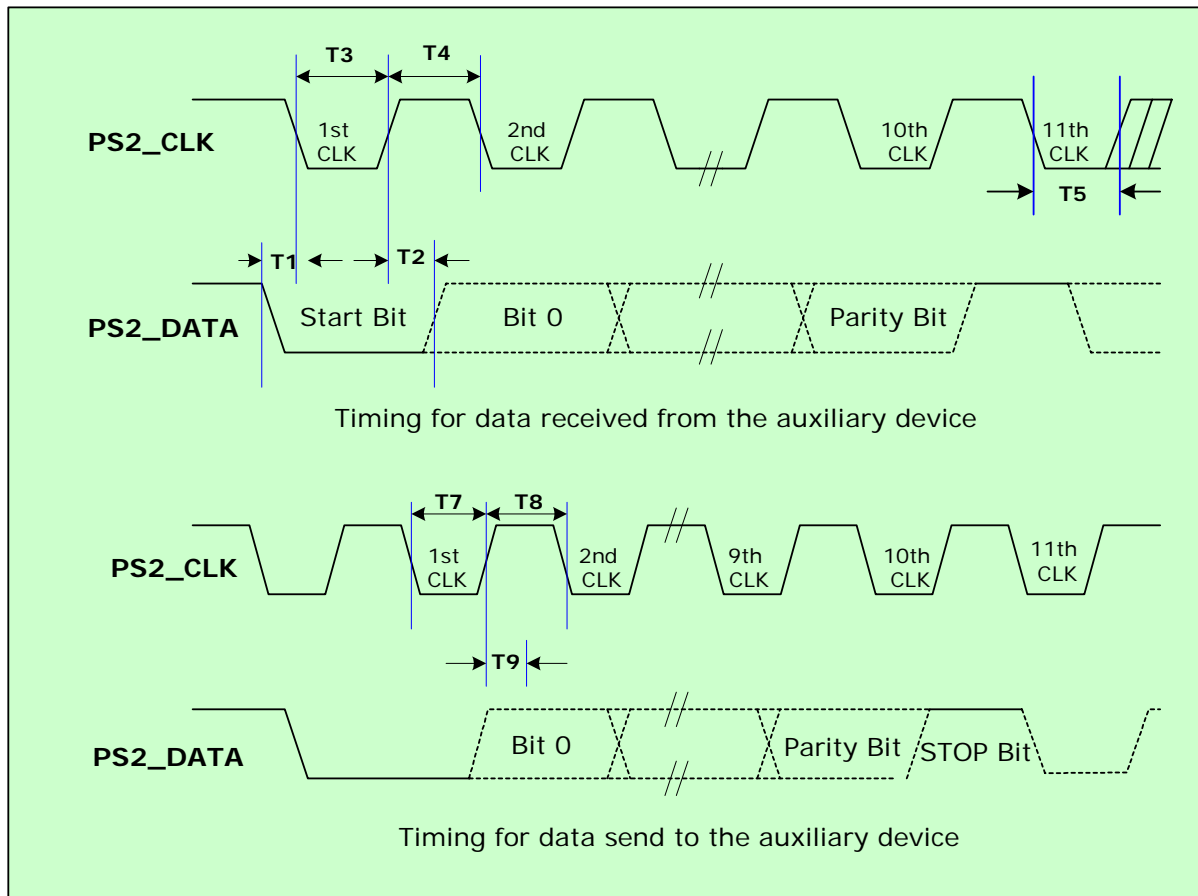 T3 T4
PS2_CLK
1st
CLK
2nd
CLK
10th
CLK
11th
CLK
T5
T1 T2
PS2_DATA
Start Bit Bit 0 Parity Bit
Timing for data received from the auxiliary device
T7 T8
PS2_CLK
1st
CLK
2nd
CLK
9th
CLK
10th
CLK
11th
CLK
T9
PS2_DATA
Bit 0 Parity Bit STOP Bit
Timing for data send to the auxiliary device